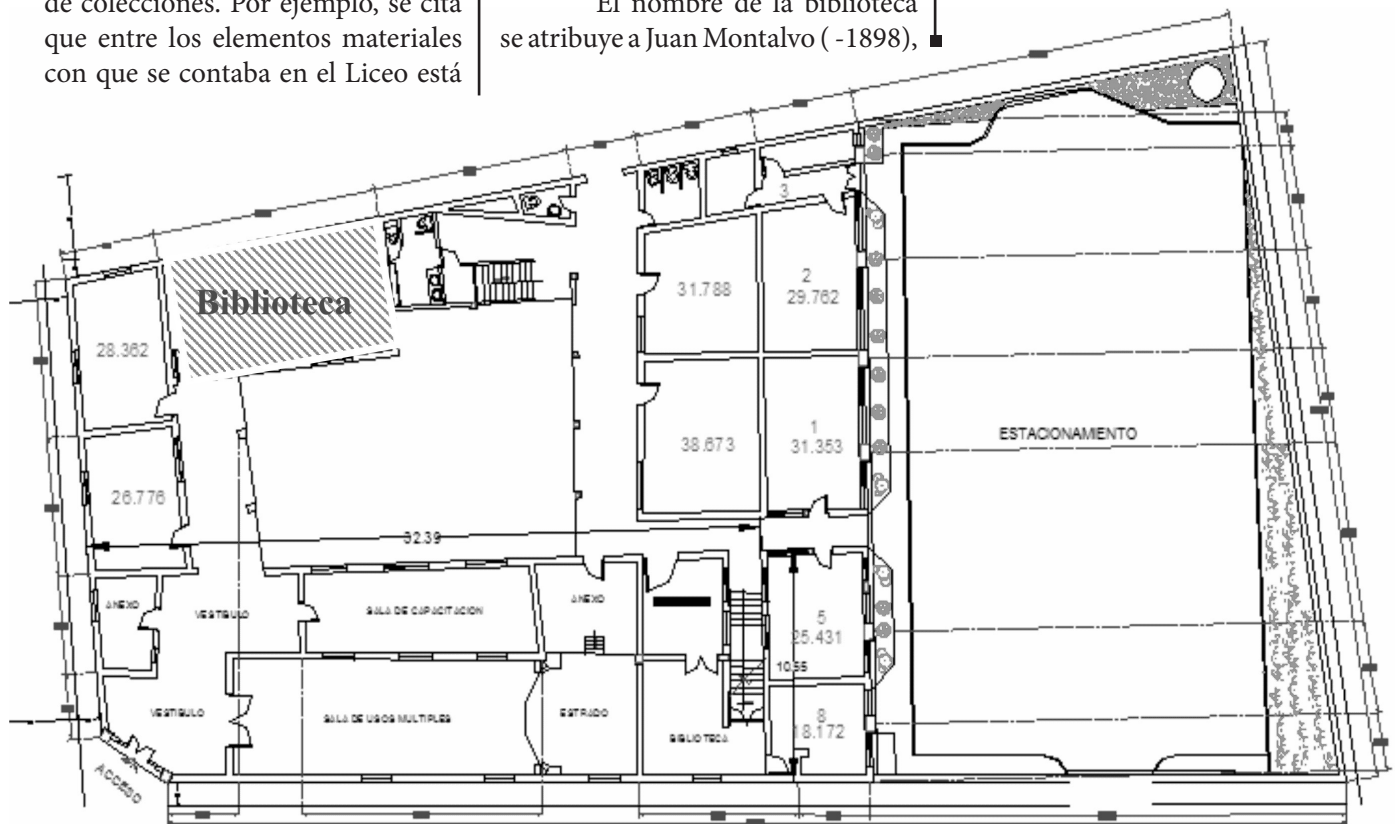 de colecciones. Por ejemplo, se cita
que entre los elementos materiales
con que se contaba en el Liceo está
El nombre de la biblioteca
se atribuye a Juan Montalvo ( -1898),
3
Biblioteca
28.362
31.788
2
29.762
26.776
38.673
1
31.353
ESTACIONAMIENTO
32.39
ANEXO
VESTIBULO
SALA DE CAPACITACION
ANEXO
5
25.431
10.55
VESTIBULO
SALA DE USOS MULTIPLES
ESTRADO
BIBLIOTECA
8
18.172
ACCESO